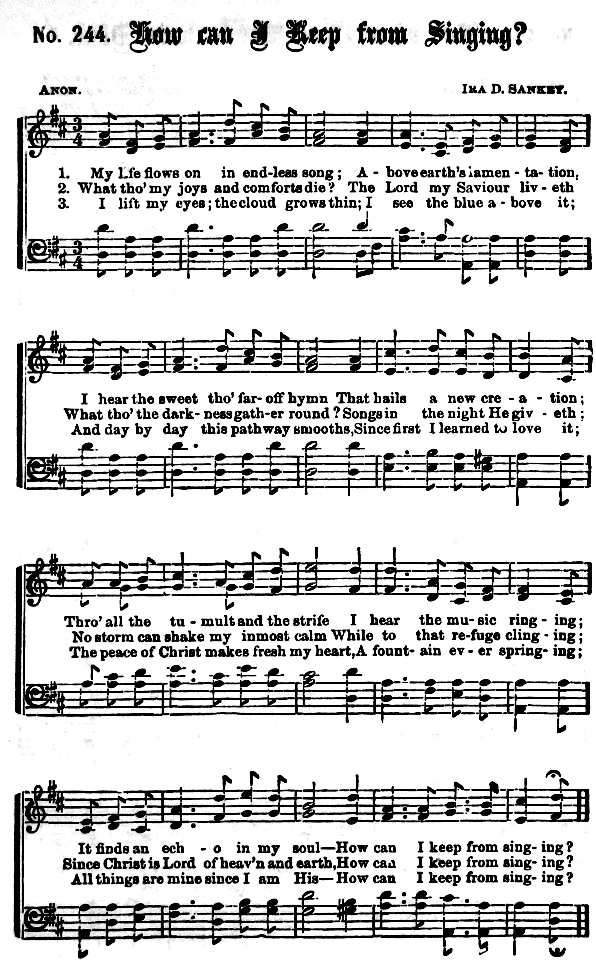 No. 244. How can I Keep from Singing?
ANON. IRA D. SANKEY.
3/4
1. My Life flows on in end-less song; A - bove earth's lamen - ta-tion,
2. What tho' my joys and comforts die? The Lord my Saviour liv - eth
3. I lift my eyes; the cloud grows thin; I see the blue a - bove it;
3/4
I hear the sweet tho' far-off hymn That hails a new cre - a - tion;
What tho' the dark-ness gath-er round? Songs in the night He giv - eth;
And day by day this pathway smooths, Since first I learned to love it;
Thro' all the tu - mult and the strife I hear the mu-sic ring-ing;
No storm can shake my inmost calm While to that re-fuge cling-ing;
The peace of Christ makes fresh my heart, A fount-ain ev-er spring-ing;
It finds an ech - o in my soul—How can I keep from sing-ing?
Since Christ is Lord of heav'n and earth, How can I keep from sing-ing?
All things are mine since I am His—How can I keep from sing-ing?